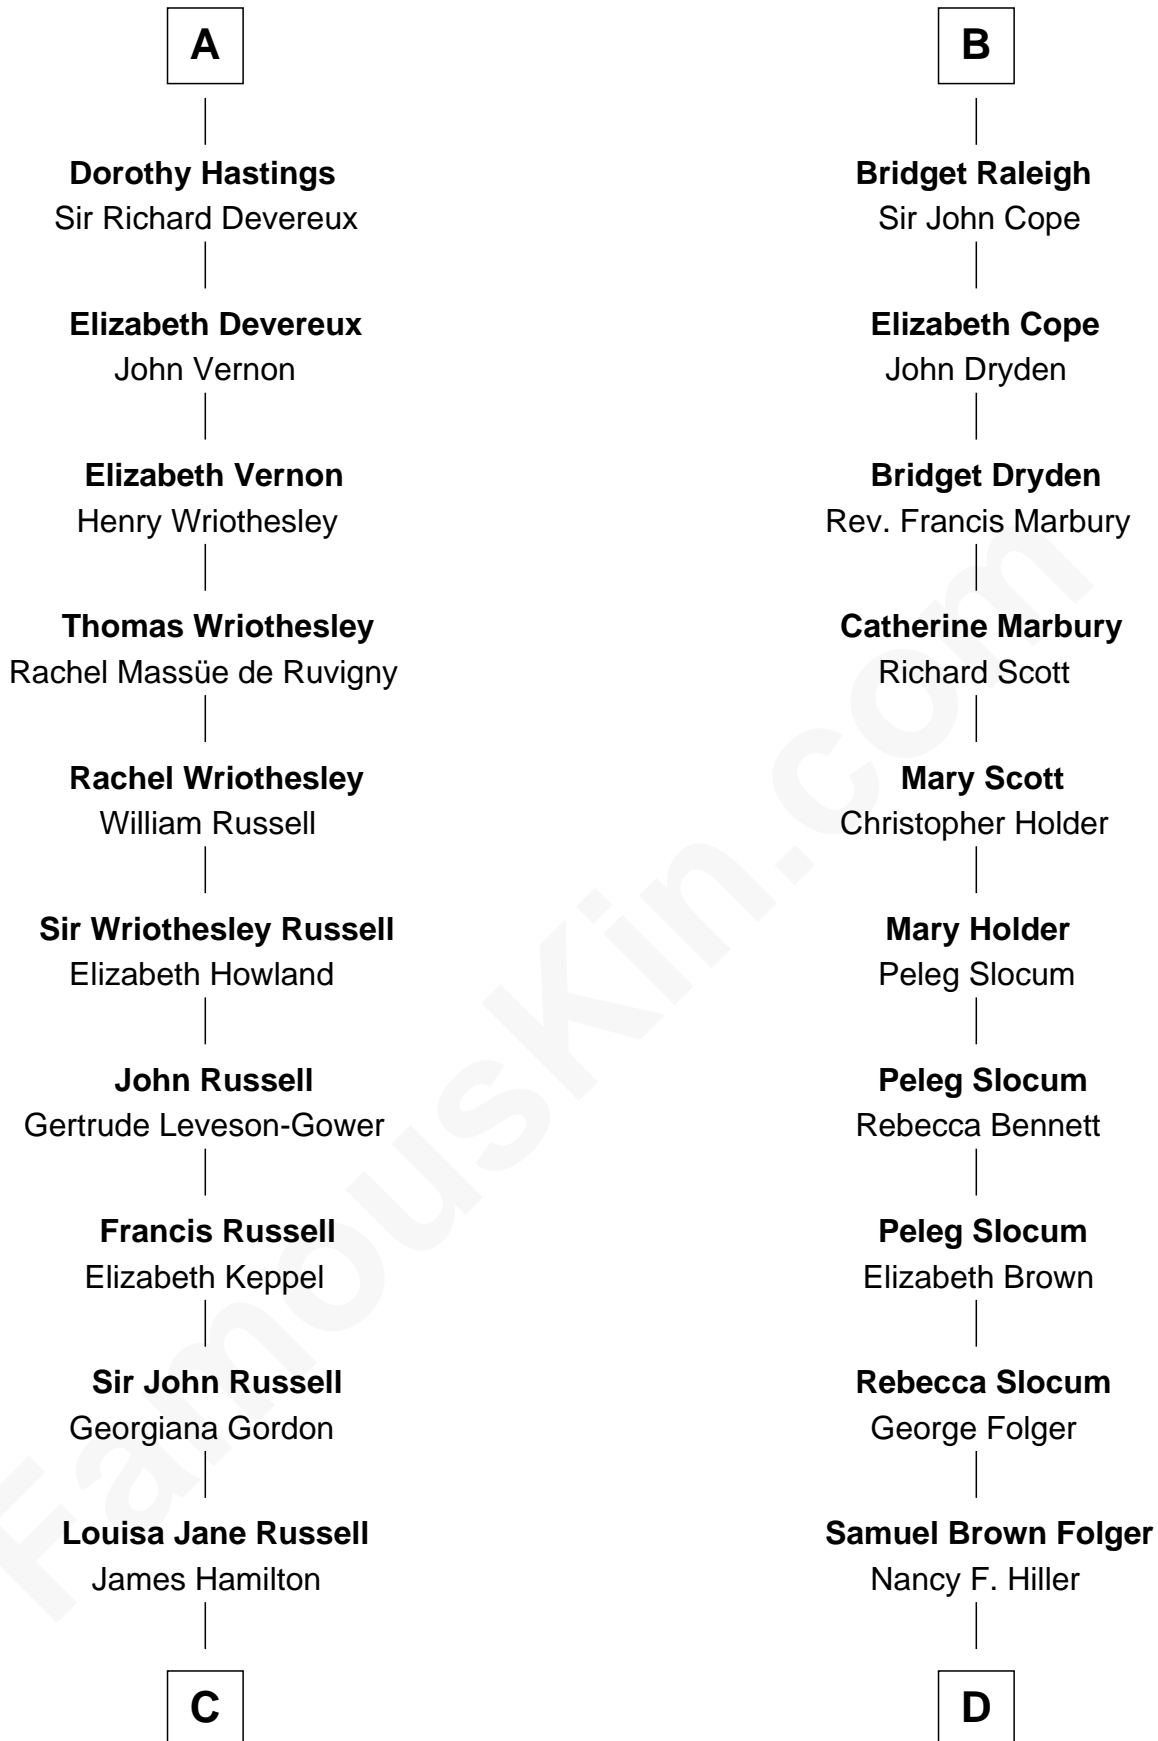 A
Dorothy Hastings
Sir Richard Devereux
Elizabeth Devereux
John Vernon
Elizabeth Vernon
Henry Wriothesley
Thomas Wriothesley
Rachel Massüe de Ruvigny
Rachel Wriothesley
William Russell
Sir Wriothesley Russell
Elizabeth Howland
John Russell
Gertrude Leveson-Gower
Francis Russell
Elizabeth Keppel
Sir John Russell
Georgiana Gordon
Louisa Jane Russell
James Hamilton
C
B
Bridget Raleigh
Sir John Cope
Elizabeth Cope
John Dryden
Bridget Dryden
Rev. Francis Marbury
Catherine Marbury
Richard Scott
Mary Scott
Christopher Holder
Mary Holder
Peleg Slocum
Peleg Slocum
Rebecca Bennett
Peleg Slocum
Elizabeth Brown
Rebecca Slocum
George Folger
Samuel Brown Folger
Nancy F. Hiller
D
FamousKin.com